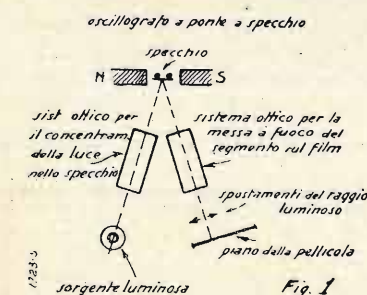 oscillografo a ponte a specchio
specchio
N S
sist ottico per
il concentram.
della luce
nello specchio
sistema ottico per la
messa a fuoco del
segmento sul film
spostamenti del raggio
luminoso
piano della pellicola
sorgente luminosa
Fig. 1